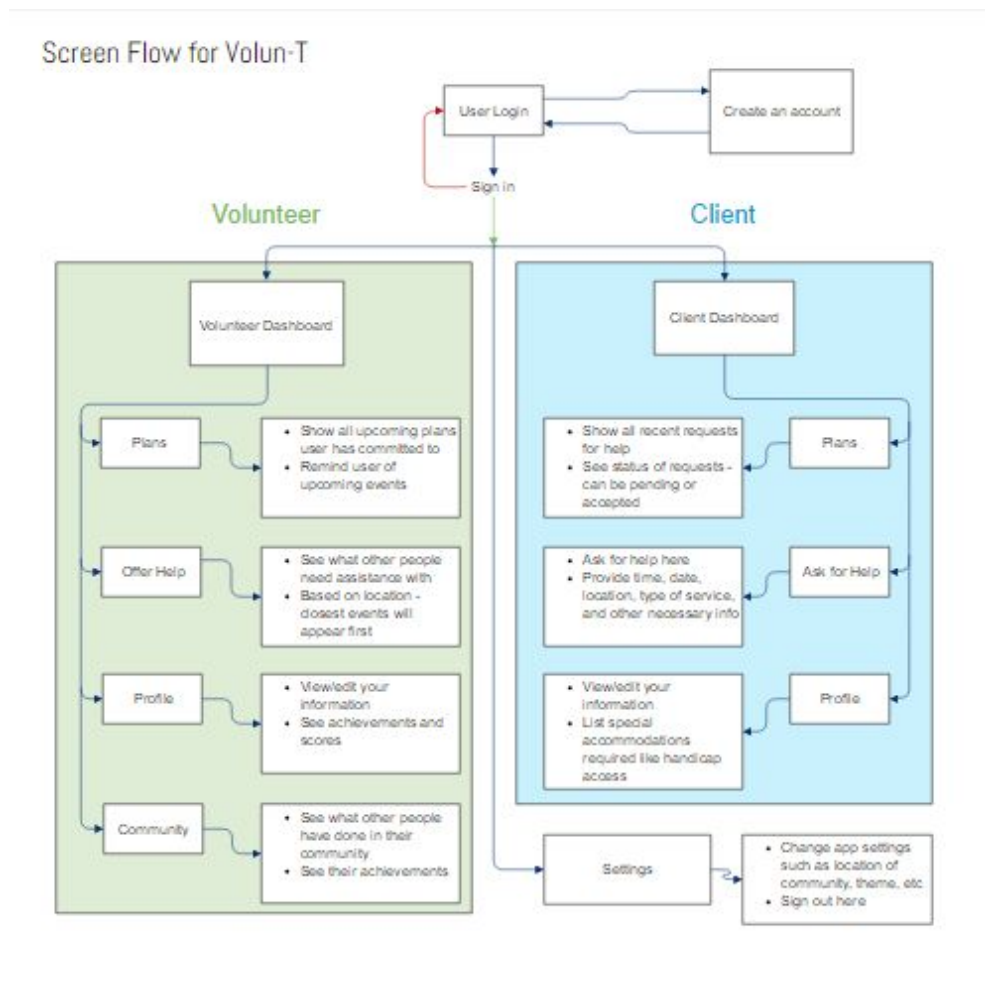 Screen Flow for Volun-T
User Login
Create an account
Sign in
Volunteer
Client
Volunteer Dashboard
Plans
• Show all upcoming plans
user has committed to
• Remind user of
upcoming events
Offer Help
• See what other people
need assistance with
• Based on location -
closest events will
appear first
Profile
• View/edit your
information
• See achievements and
scores
Community
• See what other people
have done in their
community
• See their achievements
Client Dashboard
• Show all recent requests
for help
• See status of requests -
can be pending or
accepted
Plans
• Ask for help here
• Provide time, date,
location, type of service,
and other necessary info
Ask for Help
• View/edit your
information
• List special
accommodations
required like handicap
access
Profile
Settings
• Change app settings
such as location of
community, theme, etc
• Sign out here